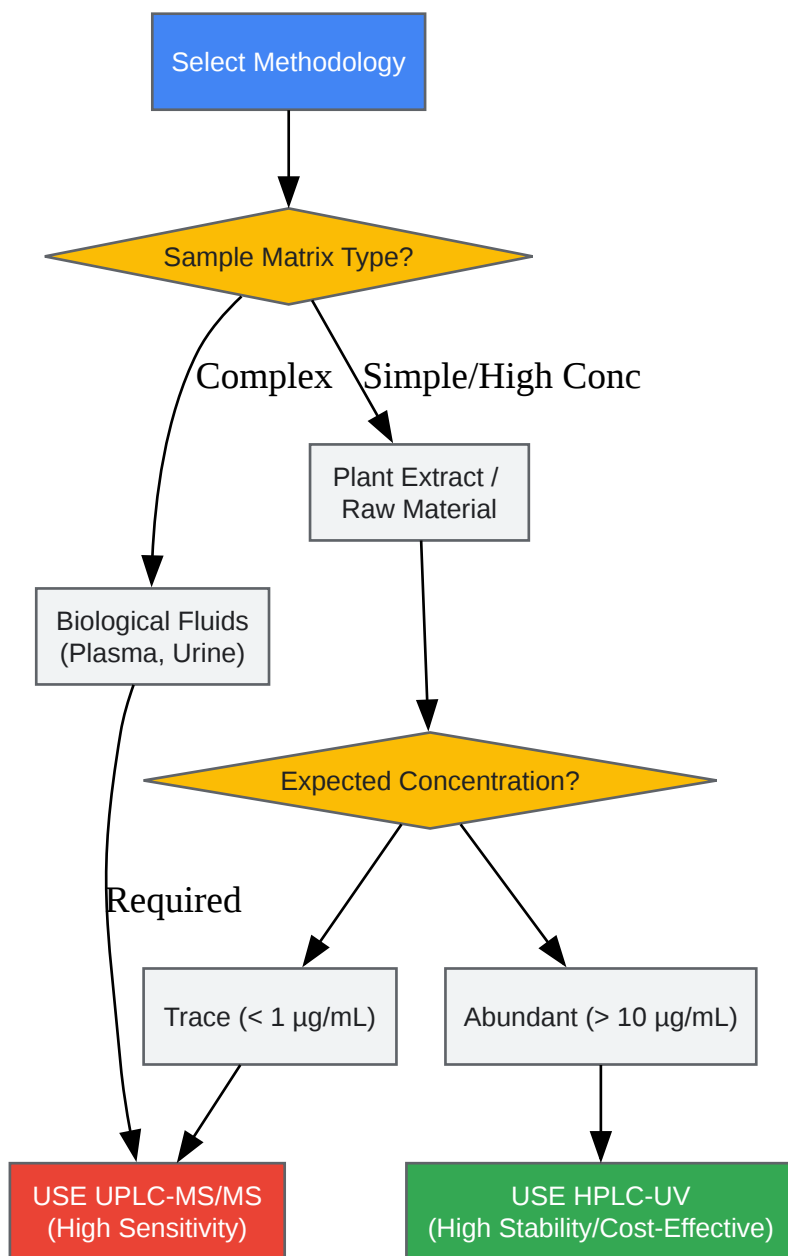 Select Methodology
Sample Matrix Type?
Complex
Simple/High Conc
Plant Extract /
Raw Material
Biological Fluids
(Plasma, Urine)
Expected Concentration?
Required
Trace (< 1 µg/mL)
Abundant (> 10 µg/mL)
USE UPLC-MS/MS
(High Sensitivity)
USE HPLC-UV
(High Stability/Cost-Effective)